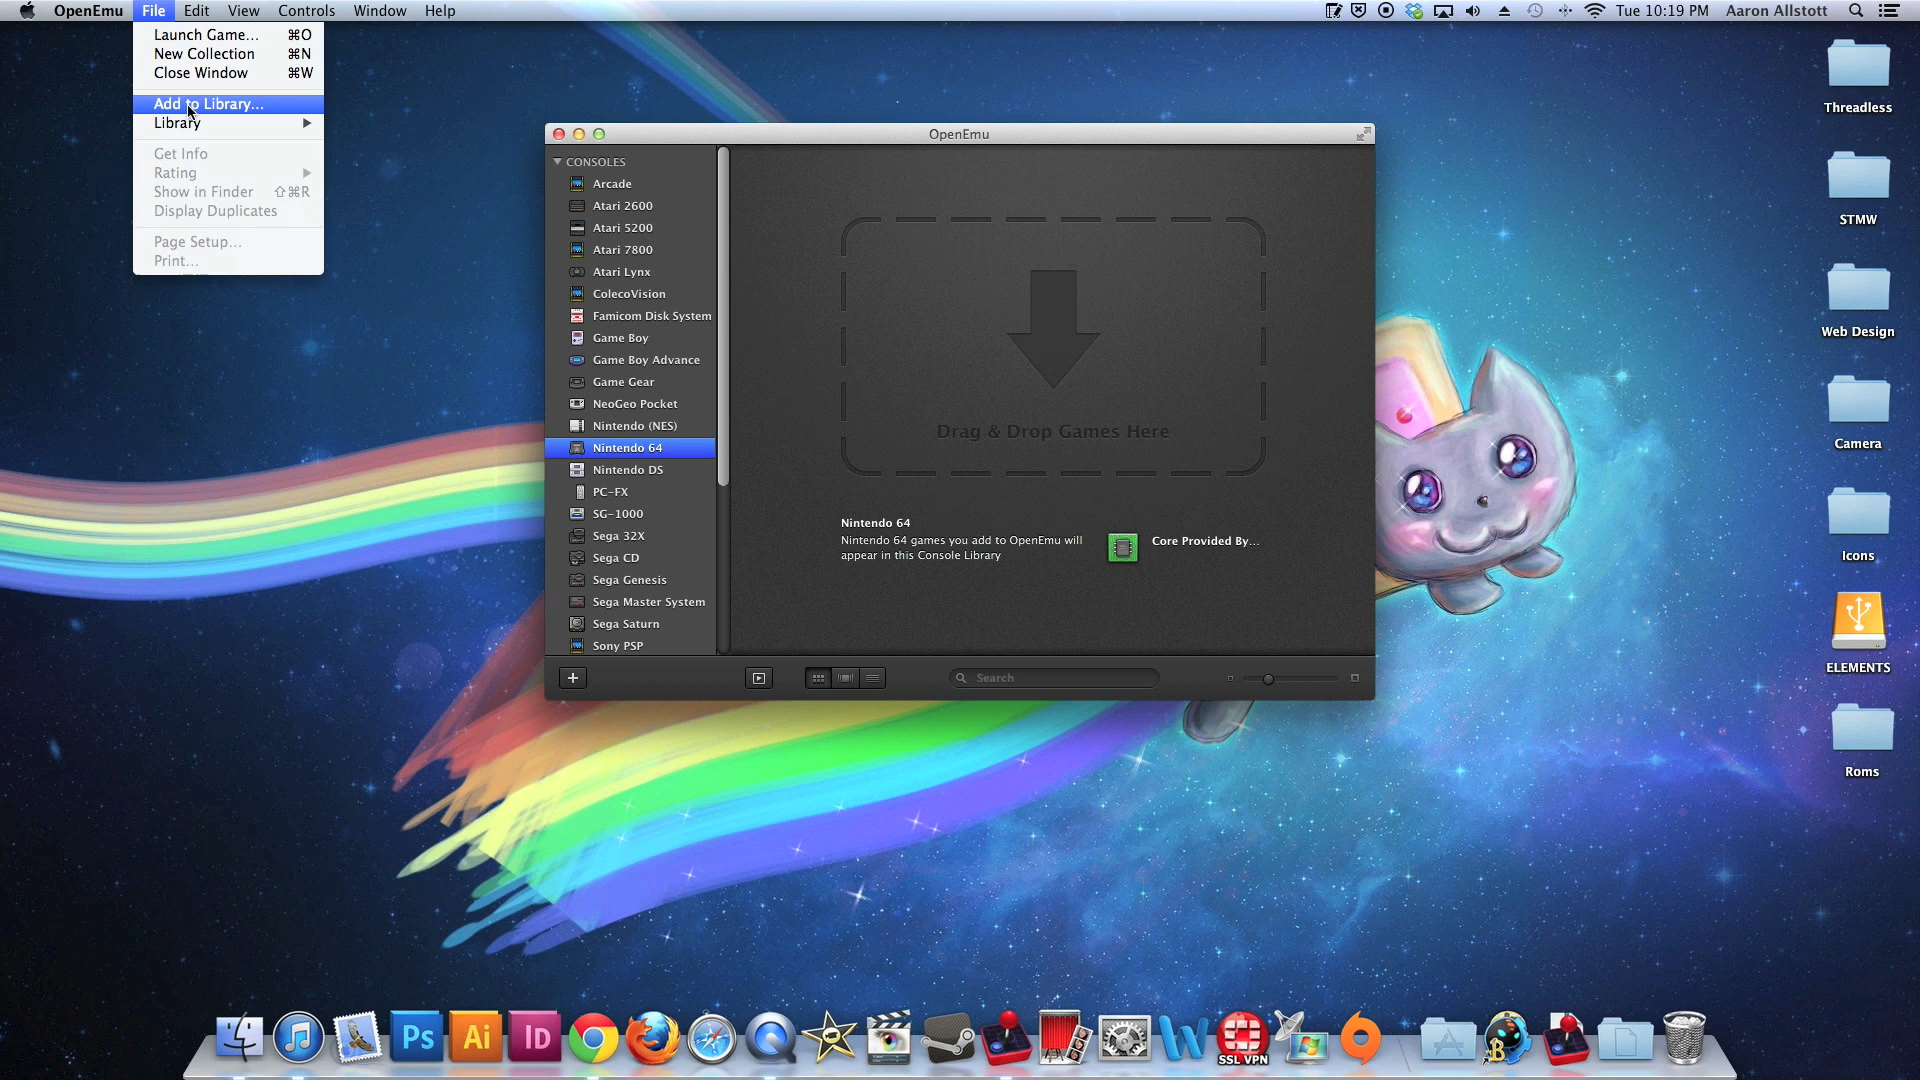 OpenEmu File Edit View Controls Window Help Tue 10:19 PM Aaron Allstott
Launch Game... ⌘O
New Collection ⌘N
Close Window ⌘W
Add to Library...
Library
Get Info
Rating
Show in Finder ⇧⌘R
Display Duplicates
Page Setup...
Print...
OpenEmu
CONSOLES
Arcade
Atari 2600
Atari 5200
Atari 7800
Atari Lynx
ColecoVision
Famicom Disk System
Game Boy
Game Boy Advance
Game Gear
NeoGeo Pocket
Nintendo (NES)
Nintendo 64
Nintendo DS
PC-FX
SG-1000
Sega 32X
Sega CD
Sega Genesis
Sega Master System
Sega Saturn
Sony PSP
Drag & Drop Games Here
Nintendo 64
Nintendo 64 games you add to OpenEmu will
appear in this Console Library
Core Provided By...
Search
Threadless
STMW
Web Design
Camera
Icons
ELEMENTS
Roms
Ps
Ai
ID
W
SSL VPN
B